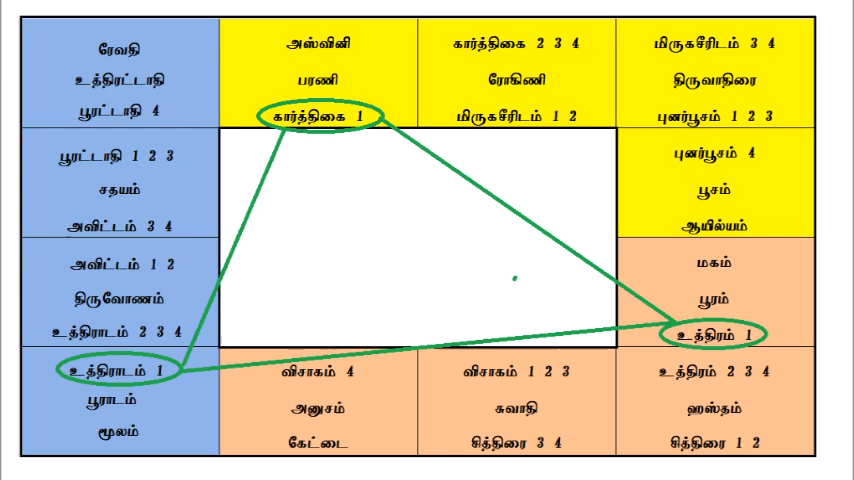 ரேவதி
உத்திரட்டாதி
பூரட்டாதி 4
அஸ்வினி
பரணி
கார்த்திகை 1
கார்த்திகை 2 3 4
ரோகிணி
மிருகசீரிடம் 1 2
மிருகசீரிடம் 3 4
திருவாதிரை
புனர்பூசம் 1 2 3
பூரட்டாதி 1 2 3
சதயம்
அவிட்டம் 3 4
புனர்பூசம் 4
பூசம்
ஆயில்யம்
அவிட்டம் 1 2
திருவோணம்
உத்திராடம் 2 3 4
மகம்
பூரம்
உத்திரம் 1
உத்திராடம் 1
பூராடம்
மூலம்
விசாகம் 4
அனுசம்
கேட்டை
விசாகம் 1 2 3
சுவாதி
சித்திரை 3 4
உத்திரம் 2 3 4
ஹஸ்தம்
சித்திரை 1 2